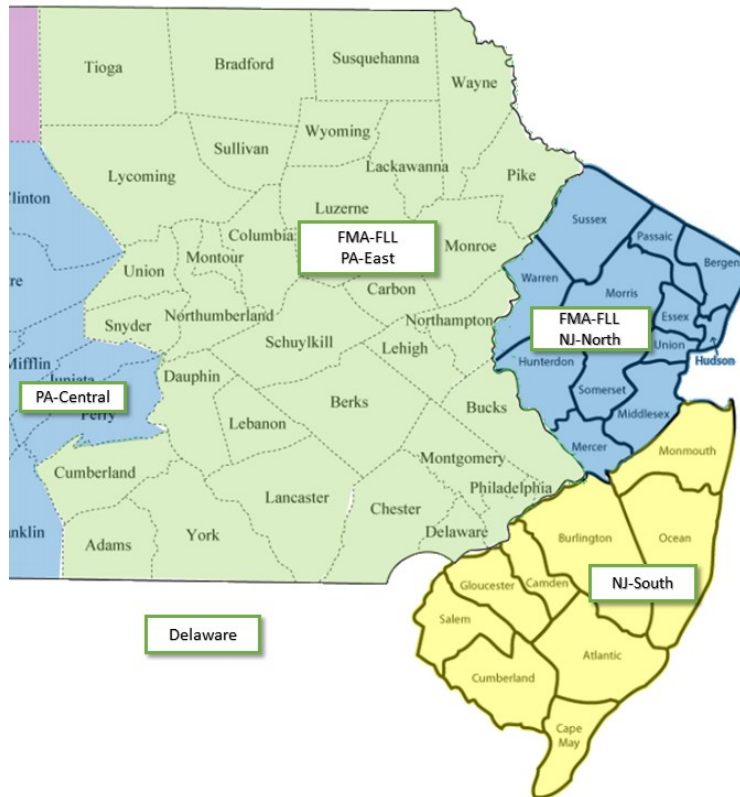 Tioga
Bradford
Susquehanna
Wayne
Wyoming
Sullivan
Lackawanna
Lycoming
Pike
Clinton
Luzerne
Sussex
Columbia
FMA-FLL
PA-East
Passaic
Monroe
Bergen
Union
Montour
Warren
Carbon
Morris
Northumberland
Snyder
Northampton
Essex
FMA-FLL
NJ-North
Schuylkill
Lehigh
Union
Mifflin
Hunterdon
Hudson
Juniata
Dauphin
Somerset
PA-Central
Berks
Bucks
Perry
Middlesex
Lebanon
Mercer
Monmouth
Montgomery
Cumberland
Philadelphia
Lancaster
Chester
York
Delaware
Burlington
Ocean
Adams
Gloucester
Camden
NJ-South
Salem
Delaware
Atlantic
Cumberland
Cape
May